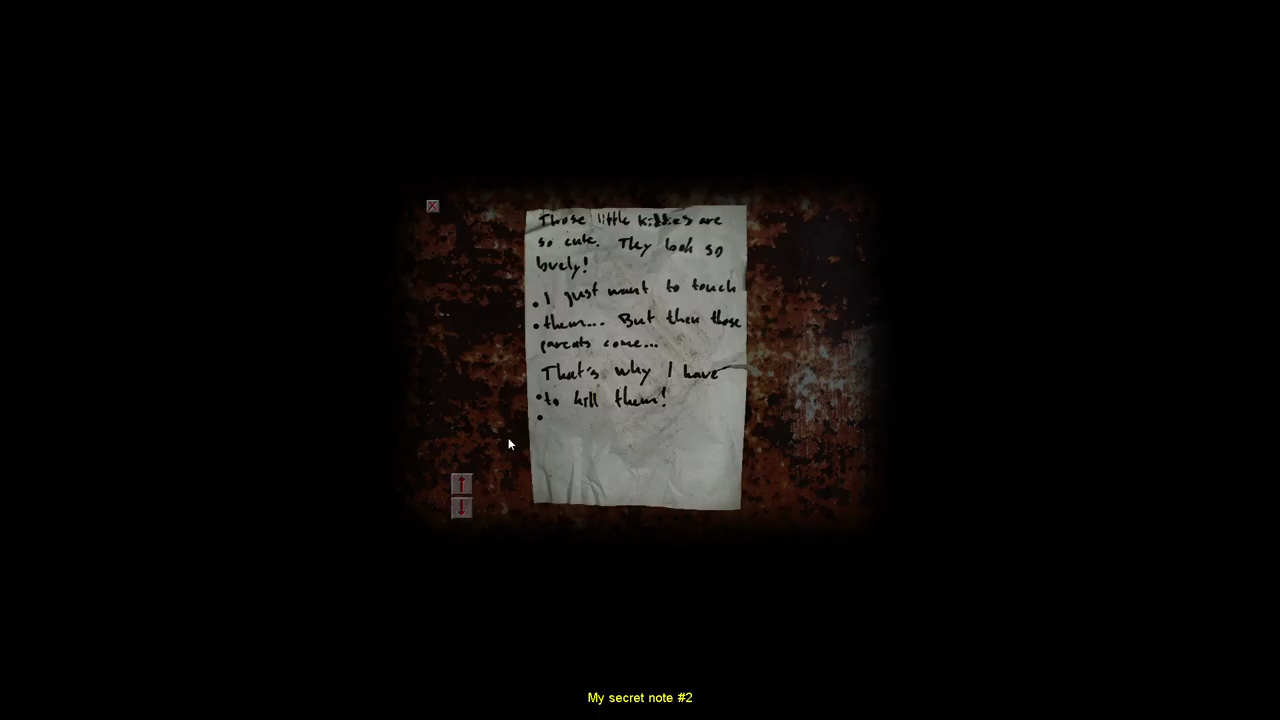 X
Those little kitties are
so cute. They look so
lovely!
• I just want to touch
• them... But then those
parents come...
That's why I have
• to kill them!
•
My secret note #2